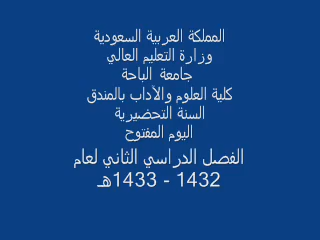 المملكة العربية السعودية
وزارة التعليم العالي
جامعة الباحة
كلية العلوم والأداب بالمندق
السنة التحضيرية
اليوم المفتوح
الفصل الدراسي الثاني لعام
1432 - 1433هـ